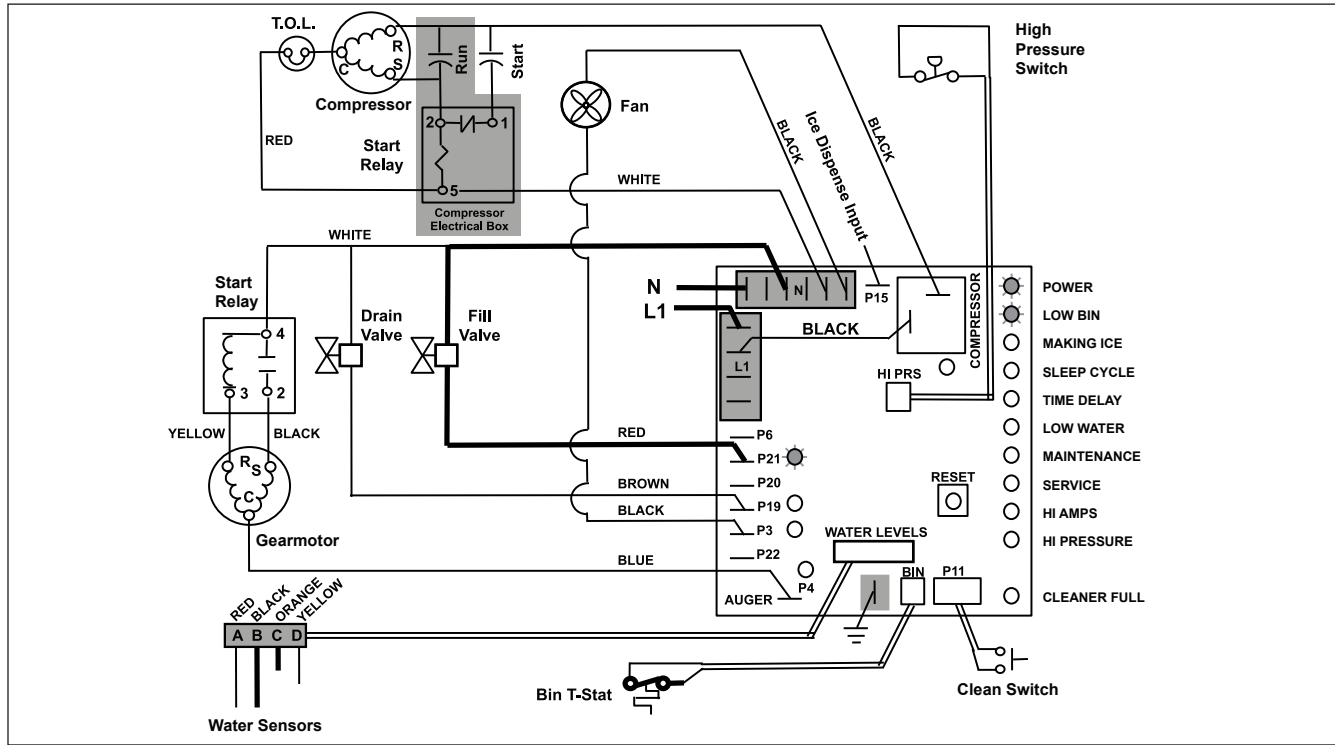 T.O.L.
R
S
C
Compressor
Run
Start
High
Pressure
Switch
Fan
2
1
RED
Start
Relay
BLACK
Ice Dispense Input
BLACK
5
WHITE
Compressor
Electrical Box
WHITE
Start
Relay
4
3
2
Drain
Valve
Fill
Valve
N
N
P15
COMPRESSOR
L1
BLACK
L1
HI PRS
POWER
LOW BIN
MAKING ICE
SLEEP CYCLE
TIME DELAY
LOW WATER
MAINTENANCE
SERVICE
HI AMPS
HI PRESSURE
CLEANER FULL
YELLOW
BLACK
RED
P6
P21
P20
BROWN
P19
BLACK
P3
P22
R
S
C
Gearmotor
BLUE
P4
AUGER
RESET
WATER LEVELS
BIN
P11
RED
BLACK
ORANGE
YELLOW
A B C D
Water Sensors
Bin T-Stat
Clean Switch